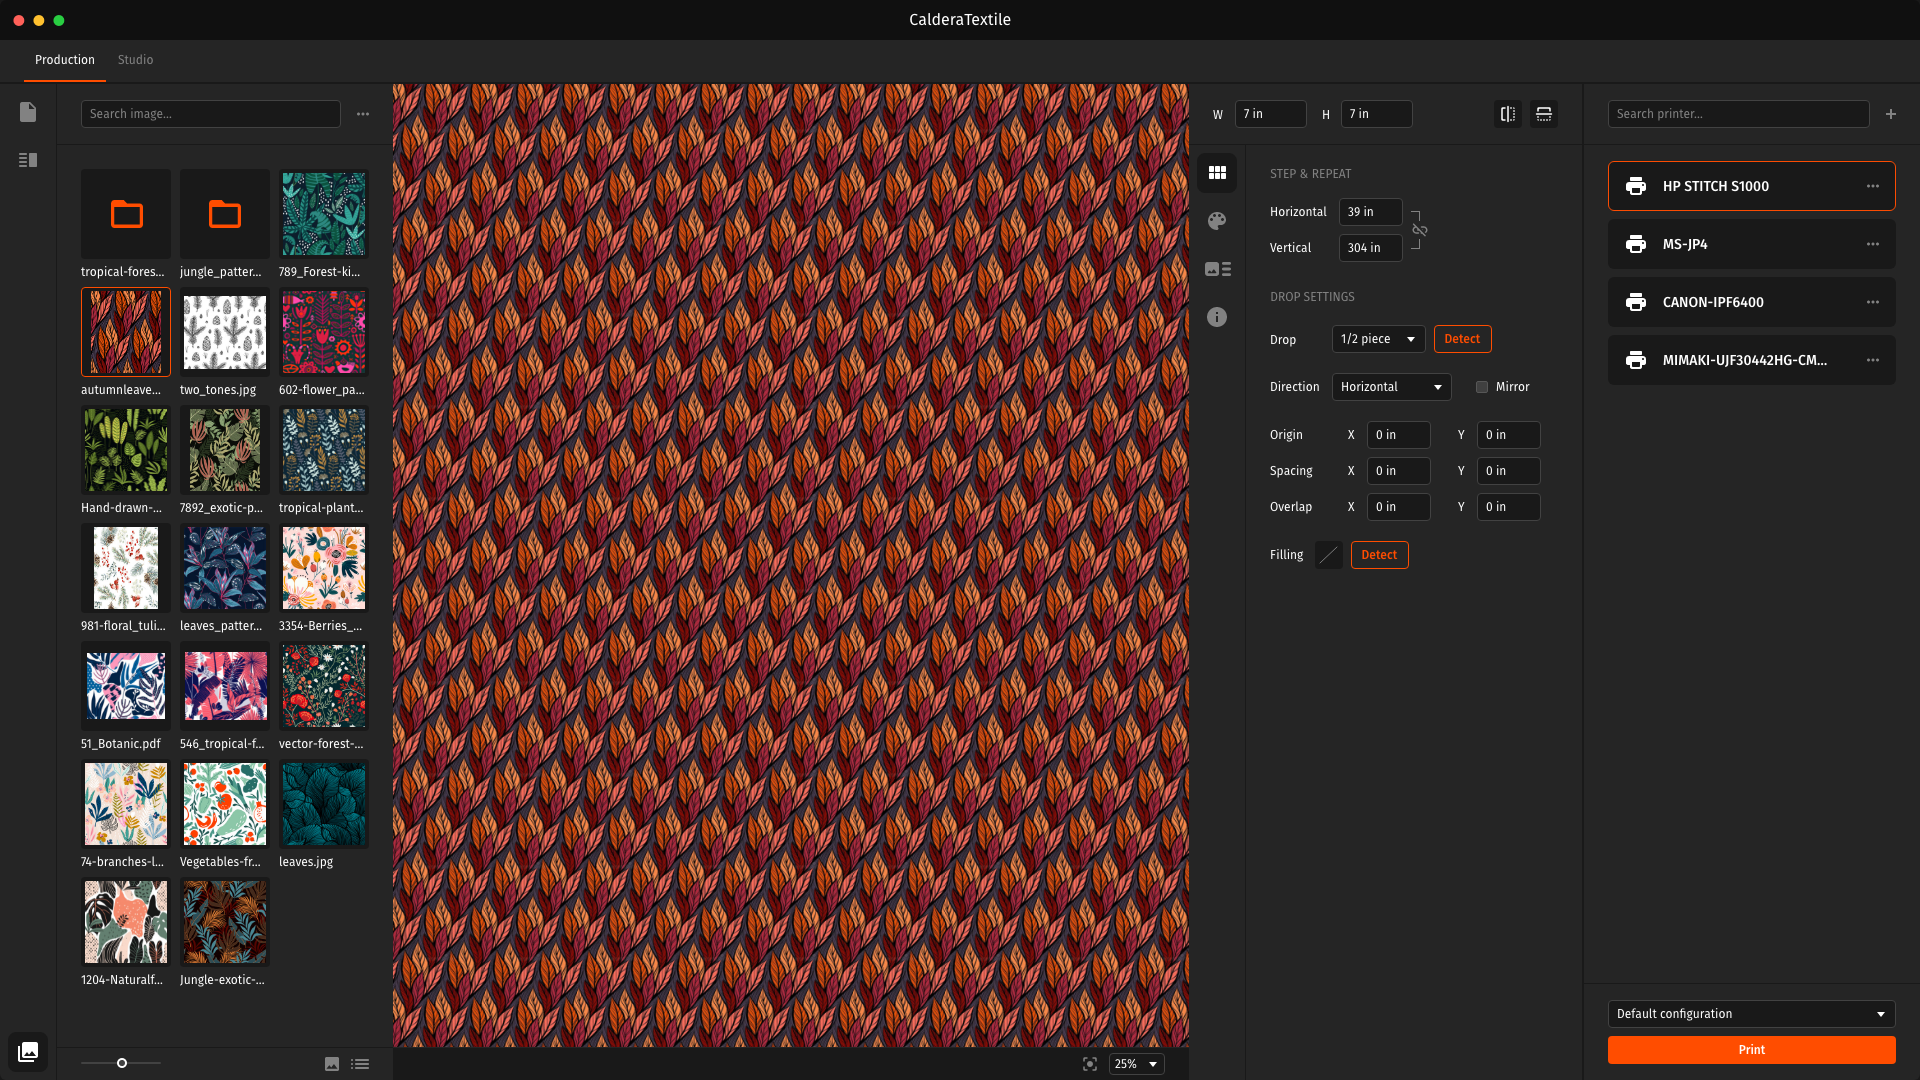 CalderaTextile
Production
Studio
Search image...
tropical-fores...
jungle_patter...
789_Forest-ki...
autumnleave...
two_tones.jpg
602-flower_pa...
Hand-drawn-...
7892_exotic-p...
tropical-plant...
981-floral_tuli...
leaves_patter...
3354-Berries_...
51_Botanic.pdf
546_tropical-f...
vector-forest-...
74-branches-l...
Vegetables-fr...
leaves.jpg
1204-Naturalf...
Jungle-exotic-...
25%
W 7 in H 7 in
STEP & REPEAT
Horizontal 39 in
Vertical 304 in
DROP SETTINGS
Drop 1/2 piece Detect
Direction Horizontal Mirror
Origin X 0 in Y 0 in
Spacing X 0 in Y 0 in
Overlap X 0 in Y 0 in
Filling Detect
Search printer...
HP STITCH S1000
MS-JP4
CANON-IPF6400
MIMAKI-UJF30442HG-CM...
Default configuration
Print